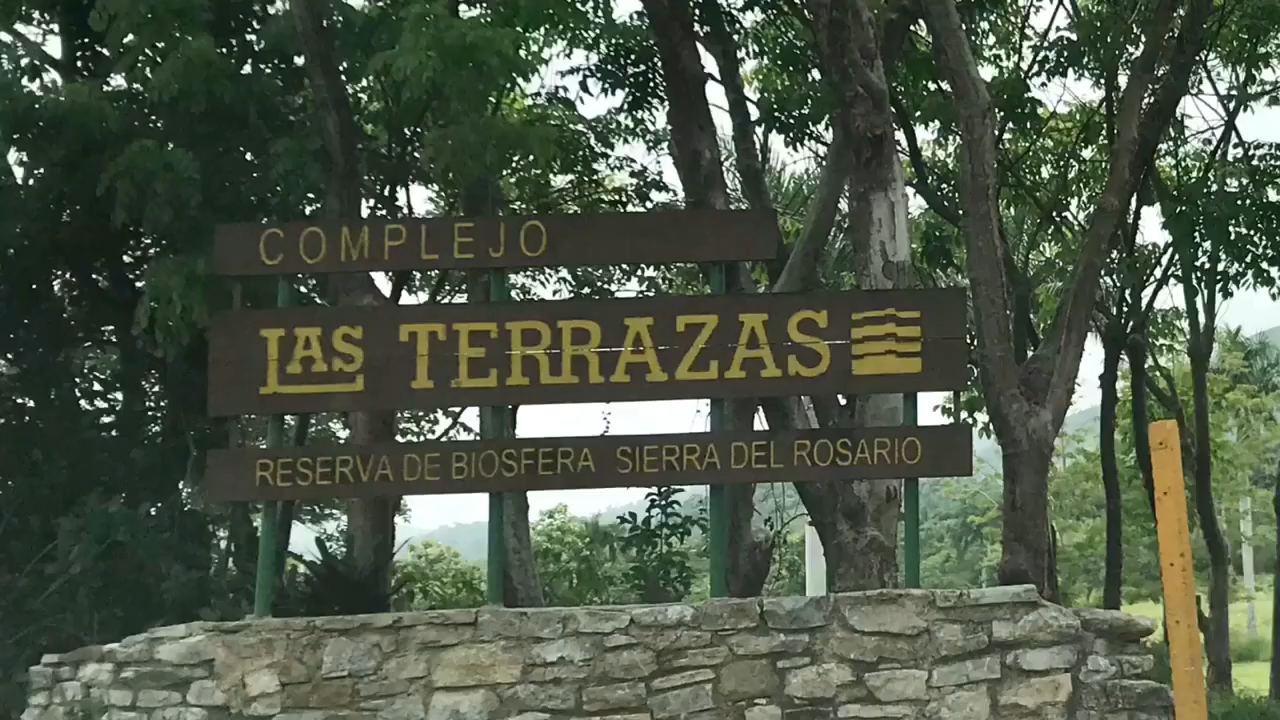 COMPLEJO
LAS TERRAZAS
RESERVA DE BIOSFERA SIERRA DEL ROSARIO